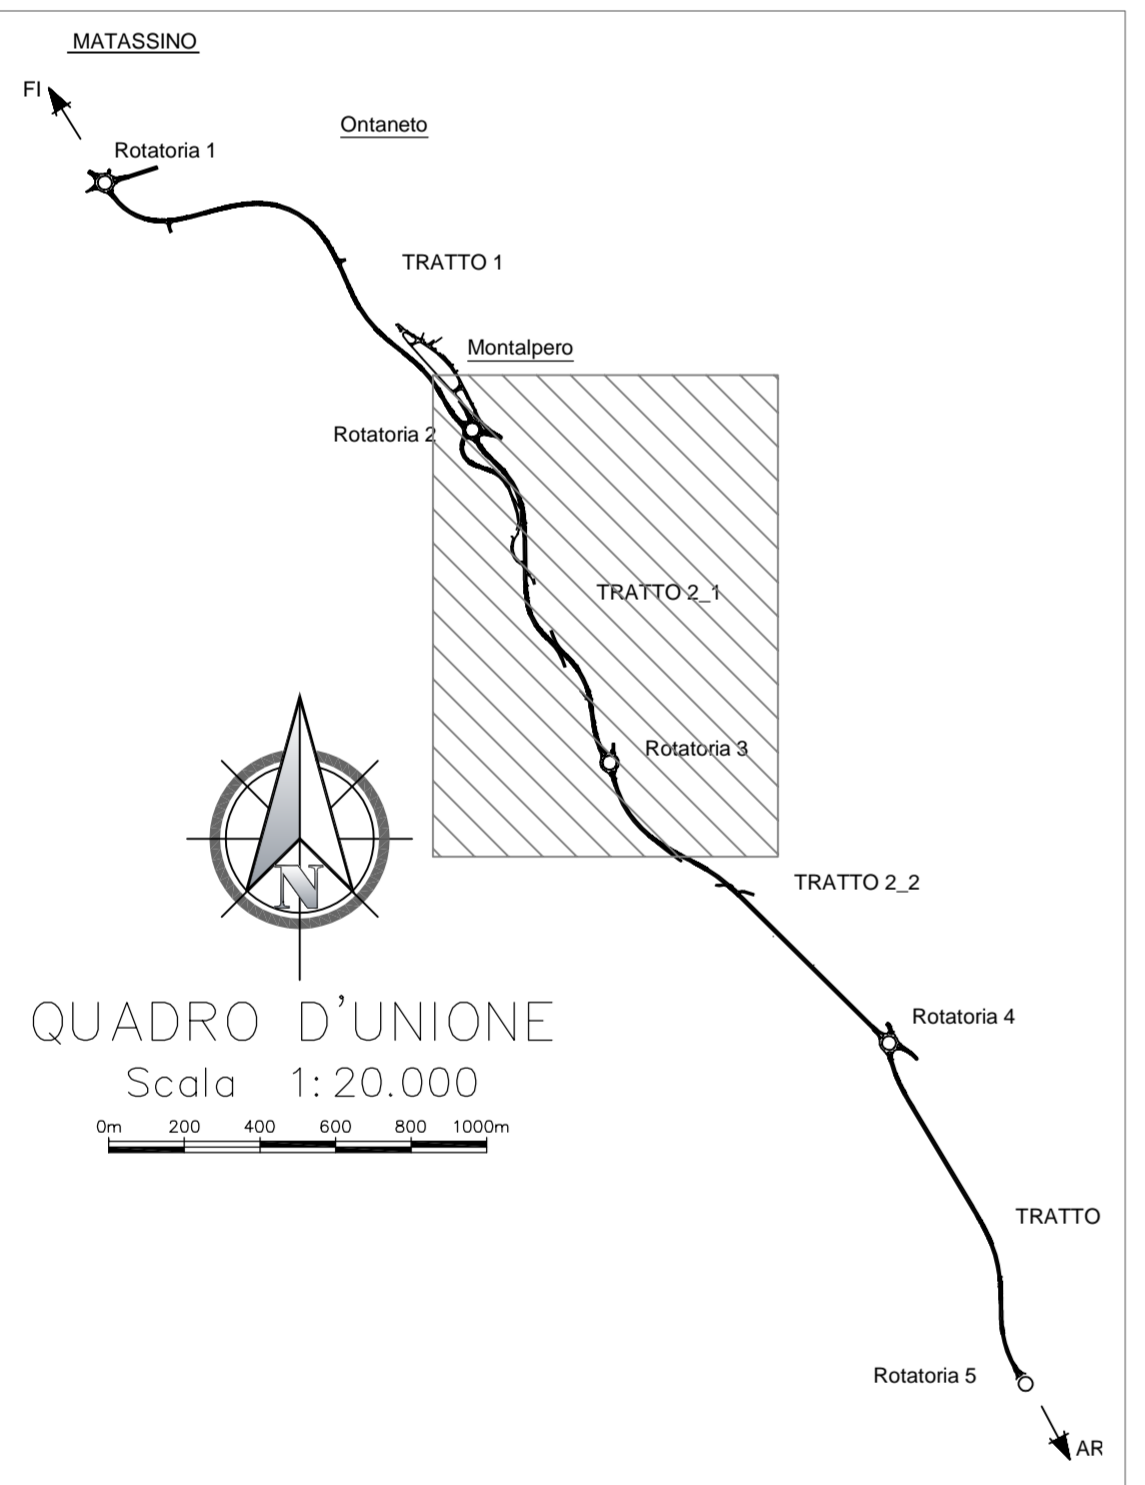 MATASSINO
FI
Ontaneto
Rotatoria 1
TRATTO 1
Montalpero
Rotatoria 2
TRATTO 2_1
Rotatoria 3
N
TRATTO 2_2
QUADRO D'UNIONE
Scala 1:20.000
Rotatoria 4
0m 200 400 600 800 1000m
TRATTO
Rotatoria 5
AR